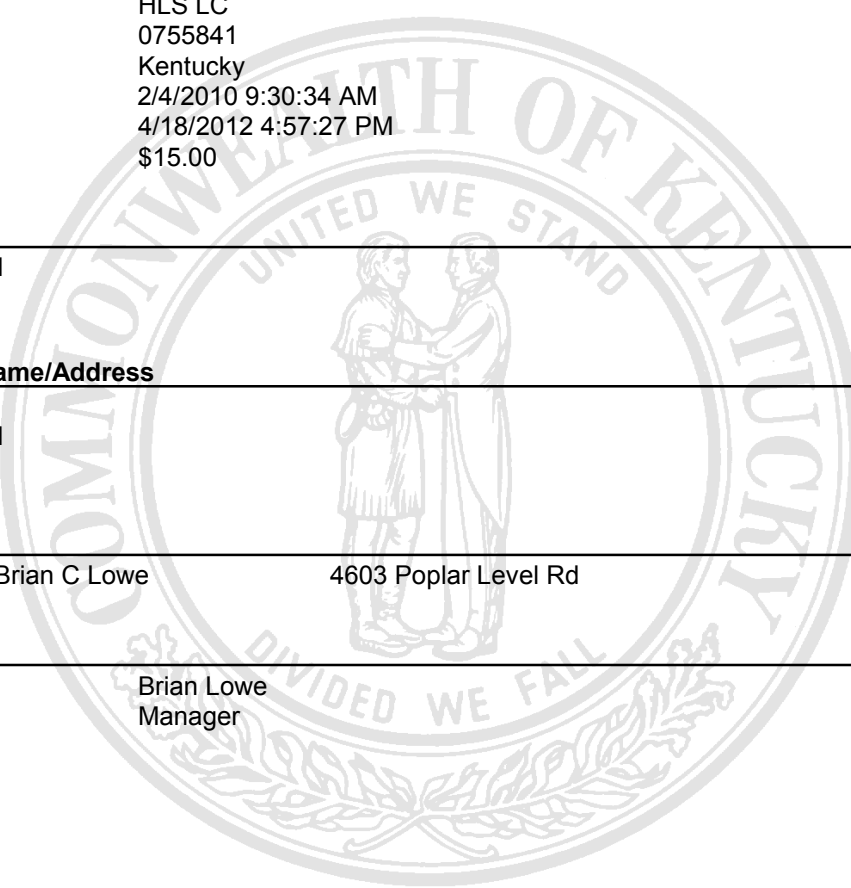 HLS LC
0755841
Kentucky
2/4/2010 9:30:34 AM
4/18/2012 4:57:27 PM
$15.00
COMMONWEALTH OF KENTUCKY
UNITED WE STAND
ame/Address
Brian C Lowe 4603 Poplar Level Rd
DIVIDED WE FALL
Brian Lowe
Manager